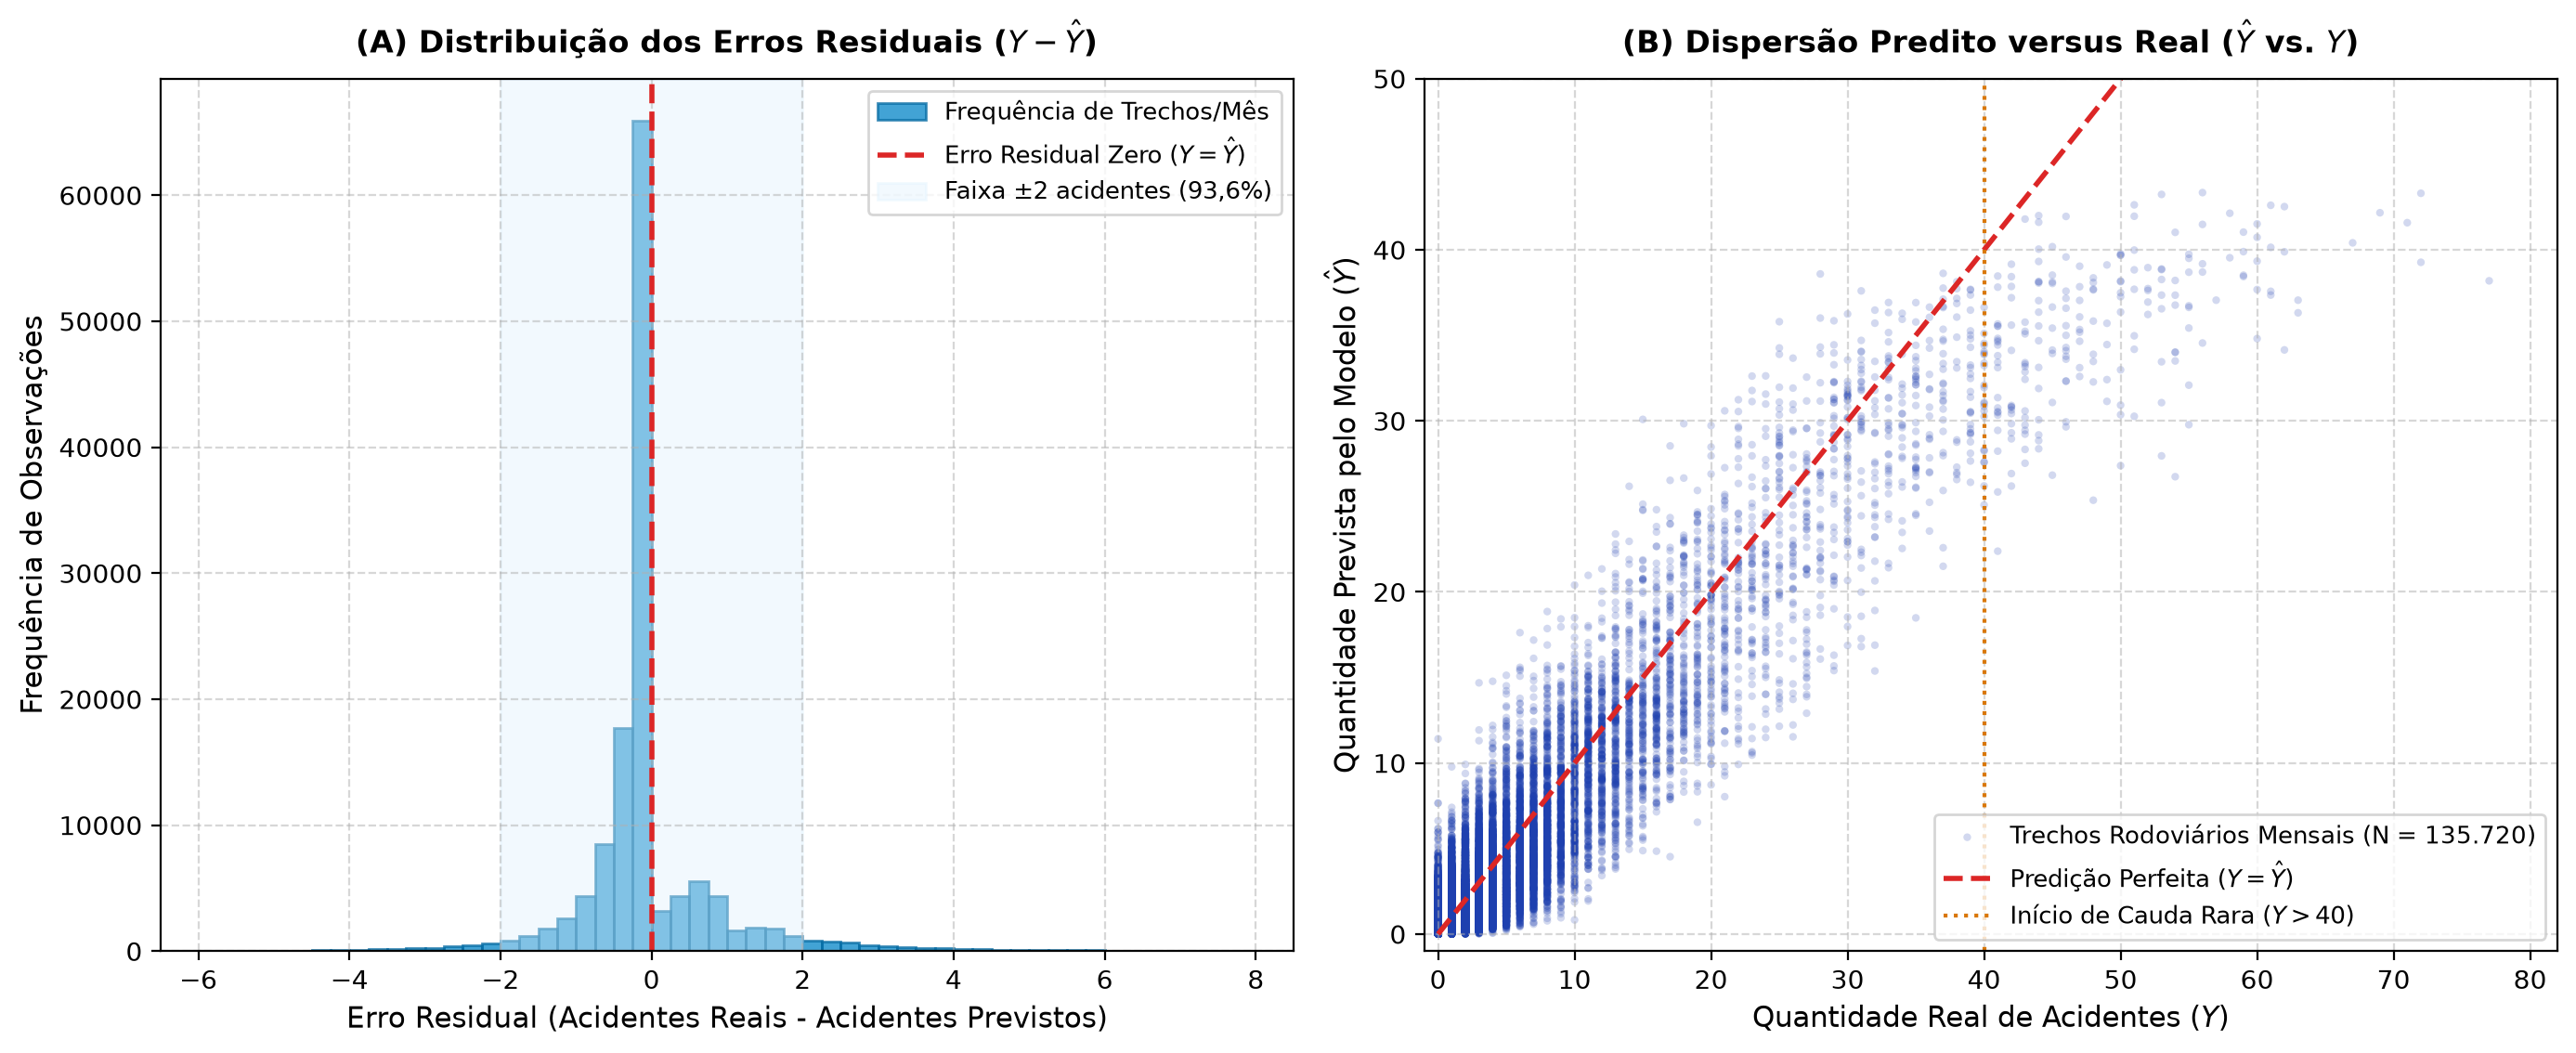 (A) Distribuição dos Erros Residuais (Y − Ŷ)
Frequência de Observações
60000
50000
40000
30000
20000
10000
0
−6 −4 −2 0 2 4 6 8
Erro Residual (Acidentes Reais - Acidentes Previstos)
Frequência de Trechos/Mês
Erro Residual Zero (Y = Ŷ)
Faixa ±2 acidentes (93,6%)
(B) Dispersão Predito versus Real (Ŷ vs. Y)
Quantidade Prevista pelo Modelo (Ŷ)
50
40
30
20
10
0
0 10 20 30 40 50 60 70 80
Quantidade Real de Acidentes (Y)
Trechos Rodoviários Mensais (N = 135.720)
Predição Perfeita (Y = Ŷ)
Início de Cauda Rara (Y > 40)